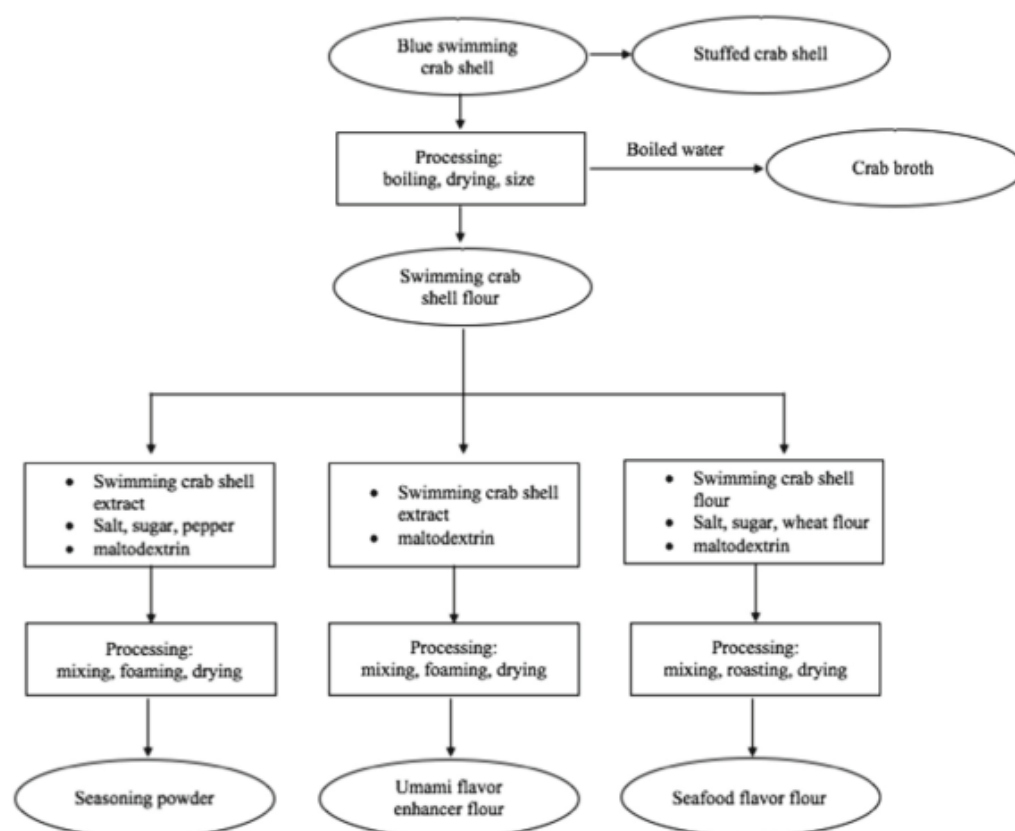 Blue swimming
crab shell
Stuffed crab shell
Processing:
boiling, drying, size
Boiled water
Crab broth
Swimming crab
shell flour
• Swimming crab shell
extract
• Salt, sugar, pepper
• maltodextrin
• Swimming crab shell
extract
• maltodextrin
• Swimming crab shell
flour
• Salt, sugar, wheat flour
• maltodextrin
Processing:
mixing, foaming, drying
Processing:
mixing, foaming, drying
Processing:
mixing, roasting, drying
Seasoning powder
Umami flavor
enhancer flour
Seafood flavor flour